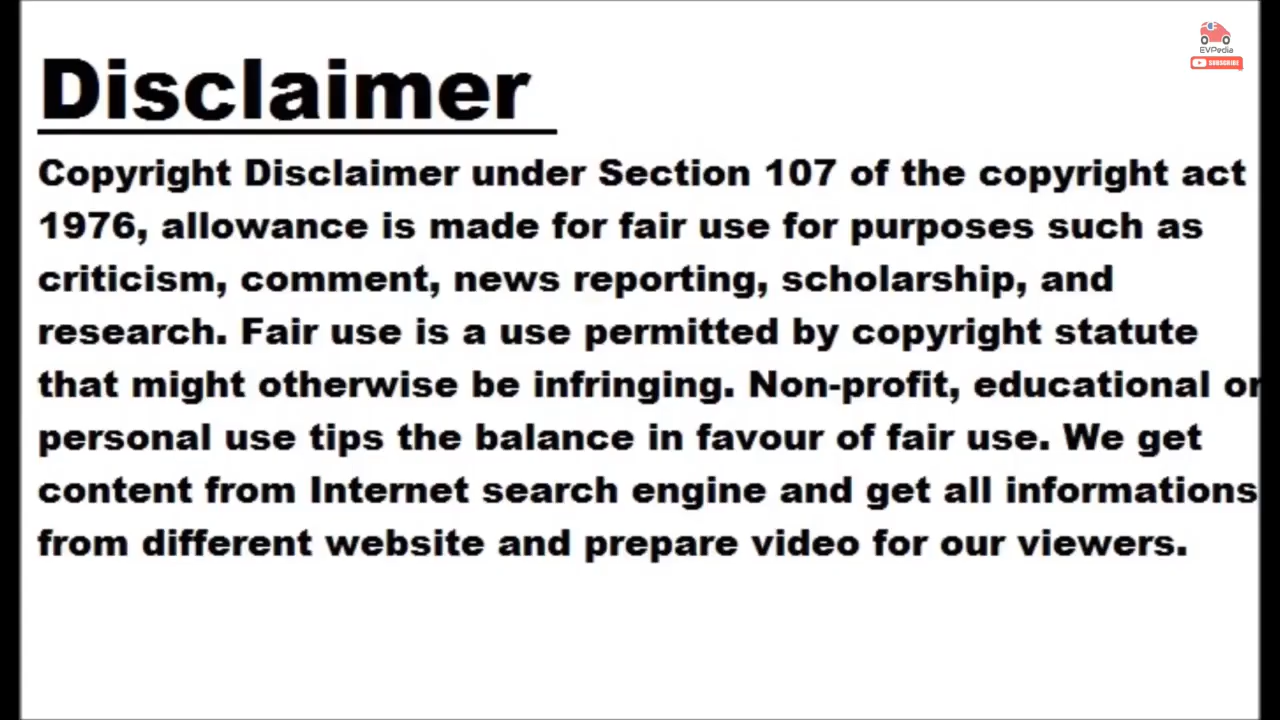 EVPedia
SUBSCRIBE
Disclaimer
Copyright Disclaimer under Section 107 of the copyright act
1976, allowance is made for fair use for purposes such as
criticism, comment, news reporting, scholarship, and
research. Fair use is a use permitted by copyright statute
that might otherwise be infringing. Non-profit, educational or
personal use tips the balance in favour of fair use. We get
content from Internet search engine and get all informations
from different website and prepare video for our viewers.